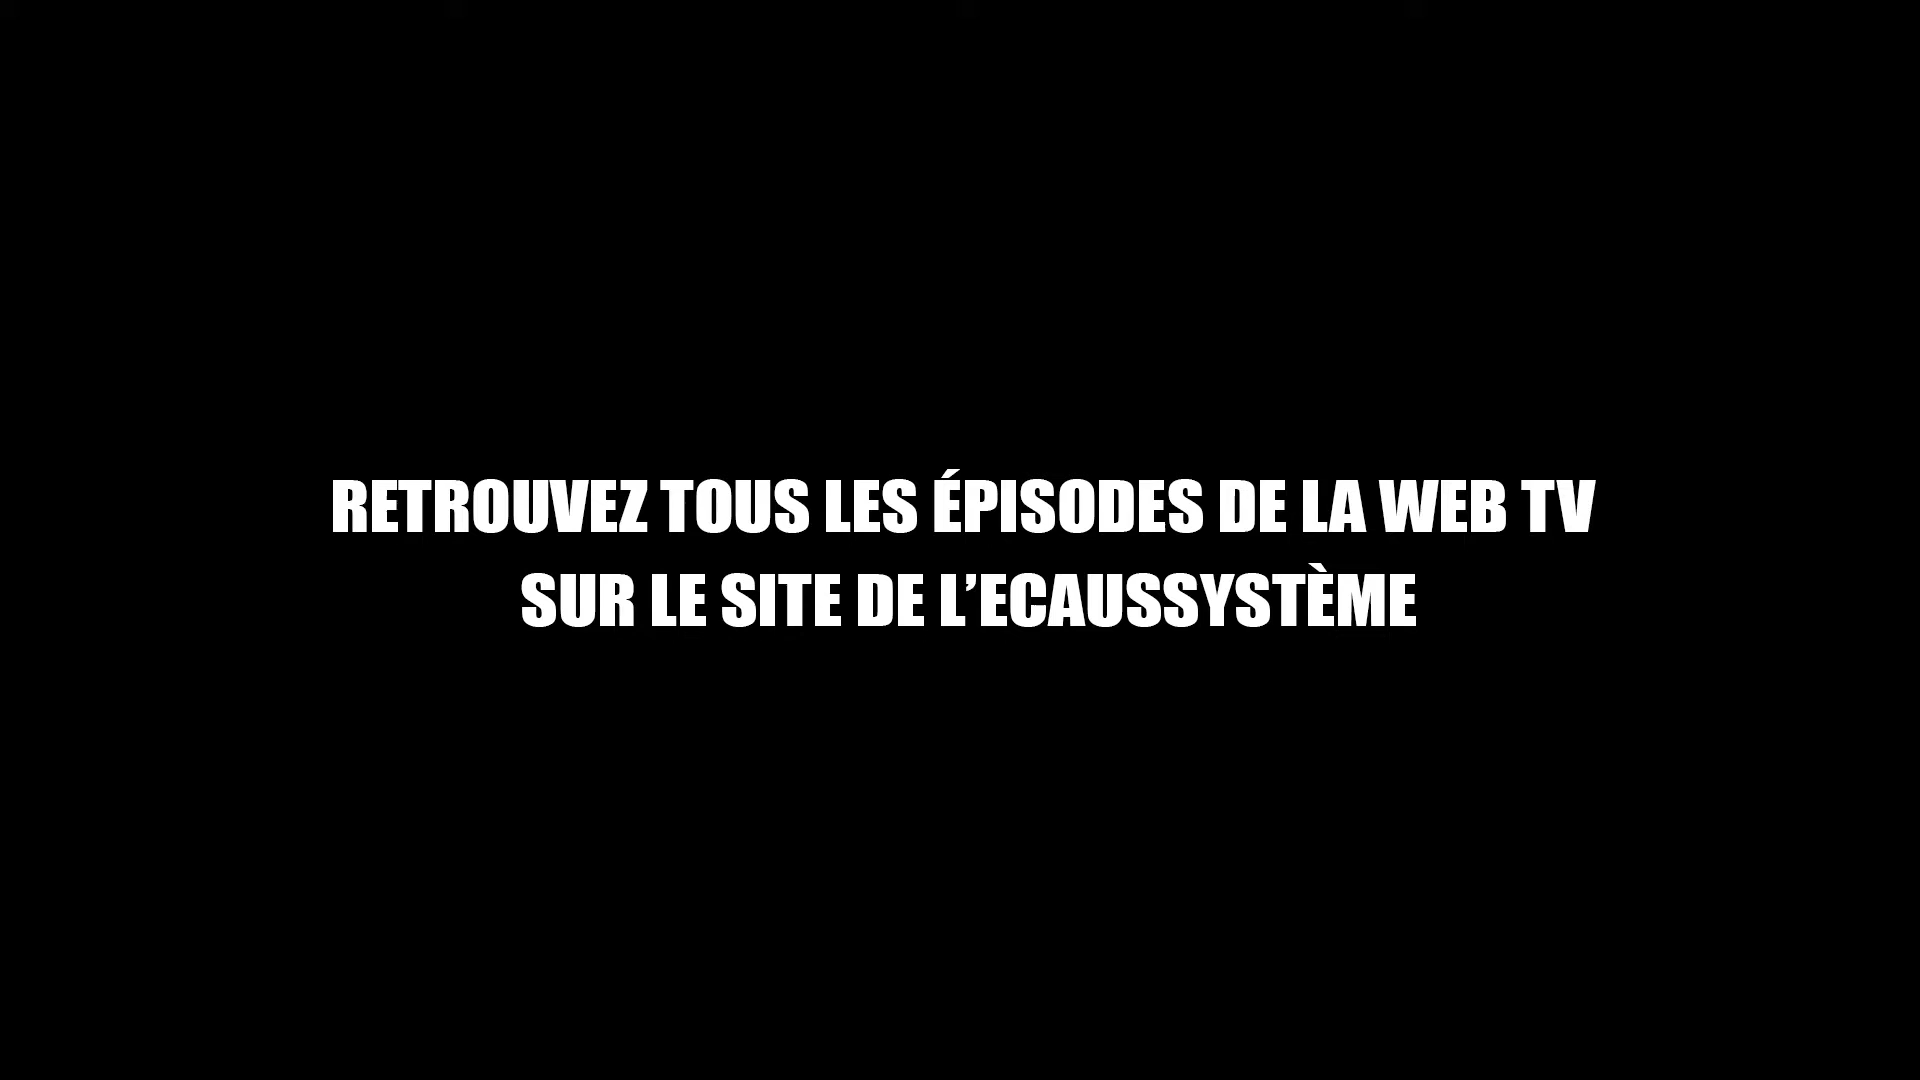 RETROUVEZ TOUS LES ÉPISODES DE LA WEB TV
SUR LE SITE DE L’ECAUSSYSTÈME